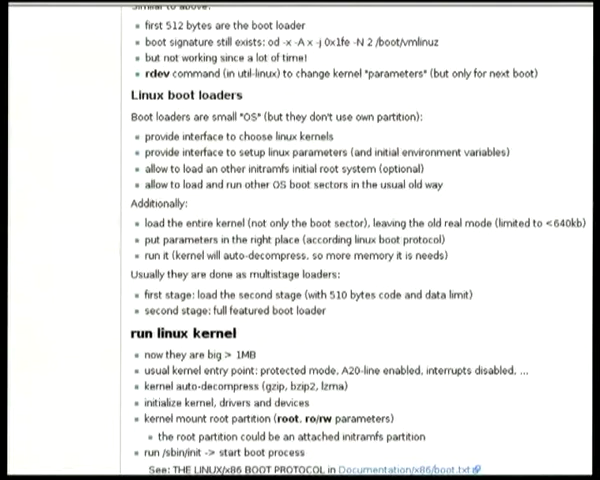 Similar to above:
first 512 bytes are the boot loader
boot signature still exists: od -x -A x -j 0x1fe -N 2 /boot/vmlinuz
but not working since a lot of time!
rdev command (in util-linux) to change kernel "parameters" (but only for next boot)
Linux boot loaders
Boot loaders are small "OS" (but they don't use own partition):
provide interface to choose linux kernels
provide interface to setup linux parameters (and initial environment variables)
allow to load an other initramfs initial root system (optional)
allow to load and run other OS boot sectors in the usual old way
Additionally:
load the entire kernel (not only the boot sector), leaving the old real mode (limited to <640kb)
put parameters in the right place (according linux boot protocol)
run it (kernel will auto-decompress, so more memory it is needs)
Usually they are done as multistage loaders:
first stage: load the second stage (with 510 bytes code and data limit)
second stage: full featured boot loader
run linux kernel
now they are big > 1MB
usual kernel entry point: protected mode, A20-line enabled, interrupts disabled, ...
kernel auto-decompress (gzip, bzip2, lzma)
initialize kernel, drivers and devices
kernel mount root partition (root, ro/rw parameters)
the root partition could be an attached initramfs partition
run /sbin/init -> start boot process
See: THE LINUX/x86 BOOT PROTOCOL in Documentation/x86/boot.txt